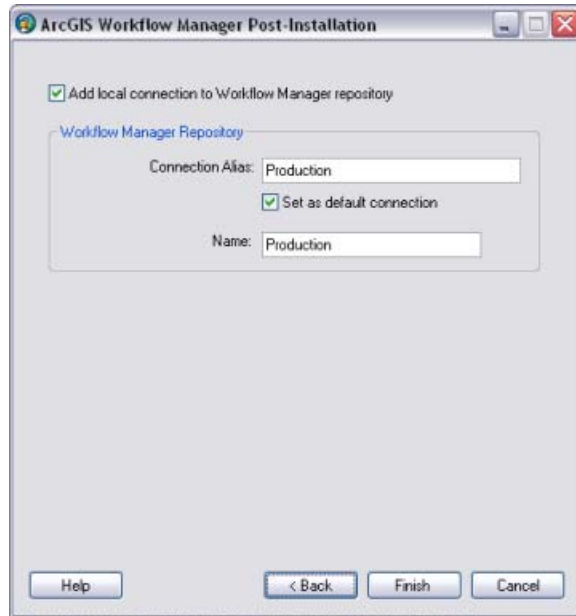 ArcGIS Workflow Manager Post-Installation
Add local connection to Workflow Manager repository
Workflow Manager Repository
Connection Alias: Production
Set as default connection
Name: Production
Help < Back Finish Cancel